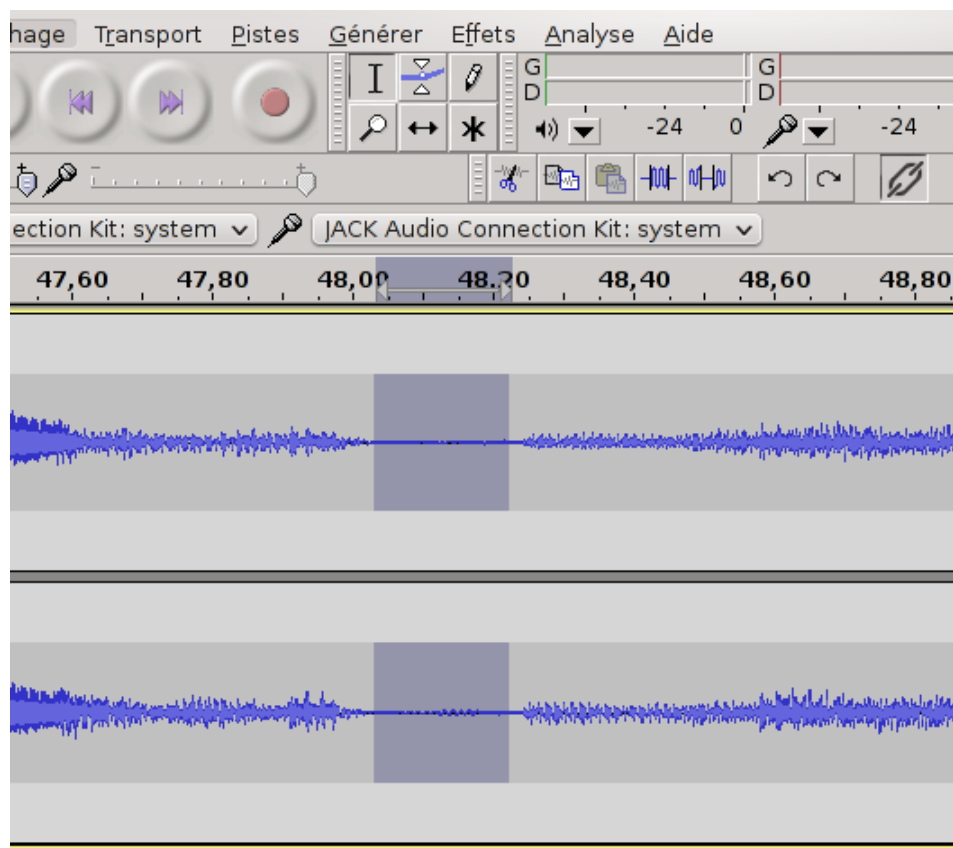 hage Transport Pistes Générer Effets Analyse Aide
G G
D D
-24 0 -24
ection Kit: system JACK Audio Connection Kit: system
47,60 47,80 48,00 48,20 48,40 48,60 48,80